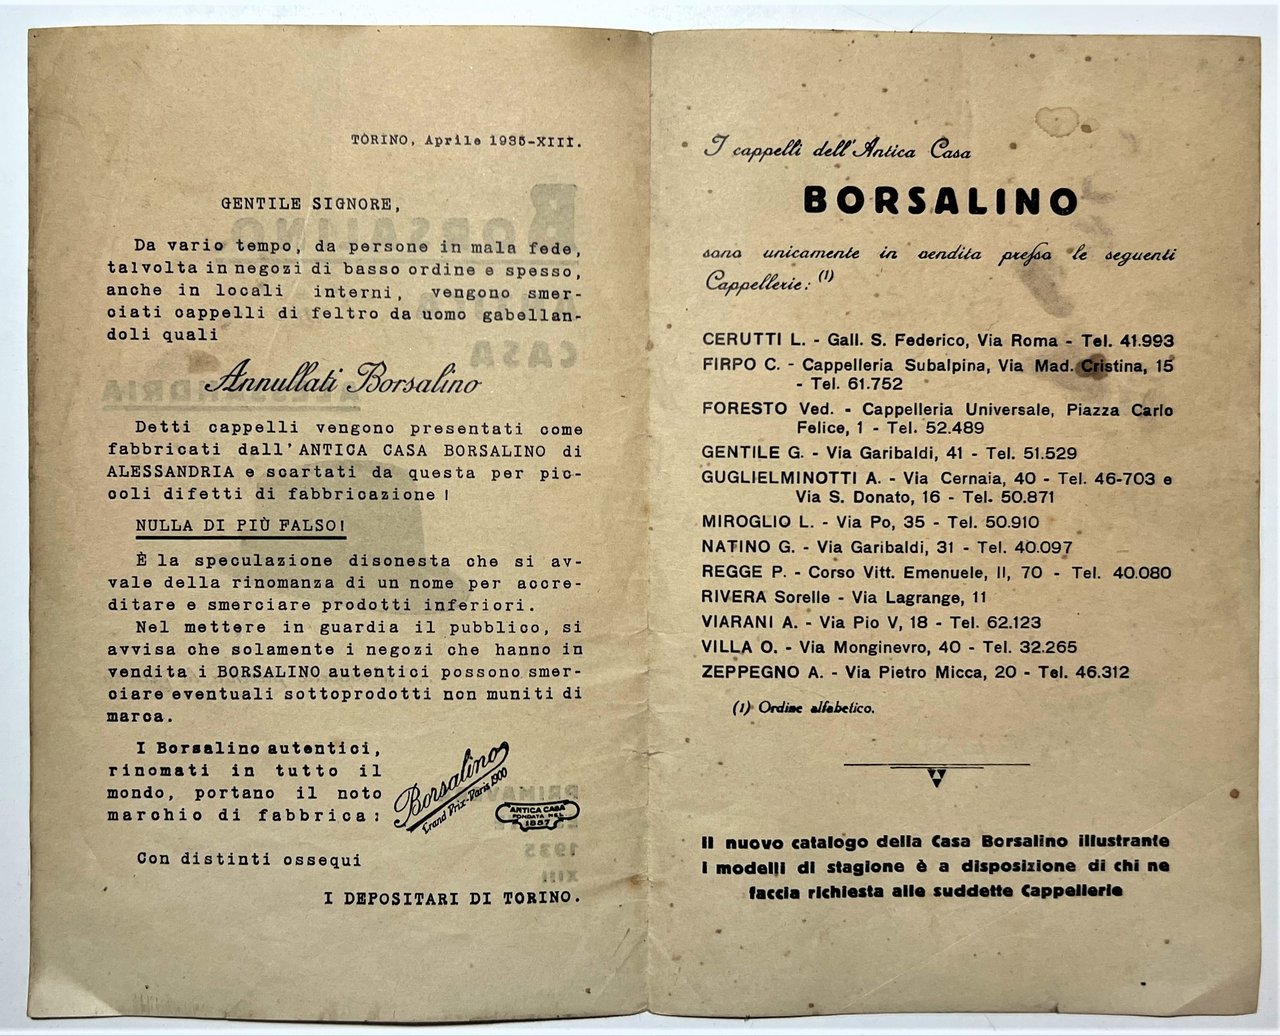 TORINO, Aprile 1935-XIII.
GENTILE SIGNORE,
Da vario tempo, da persone in mala fede,
talvolta in negozi di basso ordine e spesso,
anche in locali interni, vengono smer-
ciati cappelli di feltro da uomo gabellan-
doli quali
Annullati Borsalino
Detti cappelli vengono presentati come
fabbricati dall'ANTICA CASA BORSALINO di
ALESSANDRIA e scartati da questa per pic-
coli difetti di fabbricazione!
NULLA DI PIÙ FALSO!
È la speculazione disonesta che si av-
vale della rinomanza di un nome per accre-
ditare e smerciare prodotti inferiori.
Nel mettere in guardia il pubblico, si
avvisa che solamente i negozi che hanno in
vendita i BORSALINO autentici possono smer-
ciare eventuali sottoprodotti non muniti di
marca.
I Borsalino autentici,
rinomati in tutto il
mondo, portano il noto
marchio di fabbrica:
Borsalino
Grand Prix-Paris 1900
ANTICA CASA
FONDATA NEL
1857
Con distinti ossequi
I DEPOSITARI DI TORINO.
I cappelli dell'Antica Casa
BORSALINO
sono unicamente in vendita presso le seguenti
Cappellerie: (1)
CERUTTI L. - Gall. S. Federico, Via Roma - Tel. 41.993
FIRPO C. - Cappelleria Subalpina, Via Mad. Cristina, 15
- Tel. 61.752
FORESTO Ved. - Cappelleria Universale, Piazza Carlo
Felice, 1 - Tel. 52.489
GENTILE G. - Via Garibaldi, 41 - Tel. 51.529
GUGLIELMINOTTI A. - Via Cernaia, 40 - Tel. 46-703 e
Via S. Donato, 16 - Tel. 50.871
MIROGLIO L. - Via Po, 35 - Tel. 50.910
NATINO G. - Via Garibaldi, 31 - Tel. 40.097
REGGE P. - Corso Vitt. Emenuele, II, 70 - Tel. 40.080
RIVERA Sorelle - Via Lagrange, 11
VIARANI A. - Via Pio V, 18 - Tel. 62.123
VILLA O. - Via Monginevro, 40 - Tel. 32.265
ZEPPEGNO A. - Via Pietro Micca, 20 - Tel. 46.312
(1) Ordine alfabetico.
Il nuovo catalogo della Casa Borsalino illustrante
i modelli di stagione è a disposizione di chi ne
faccia richiesta alle suddette Cappellerie